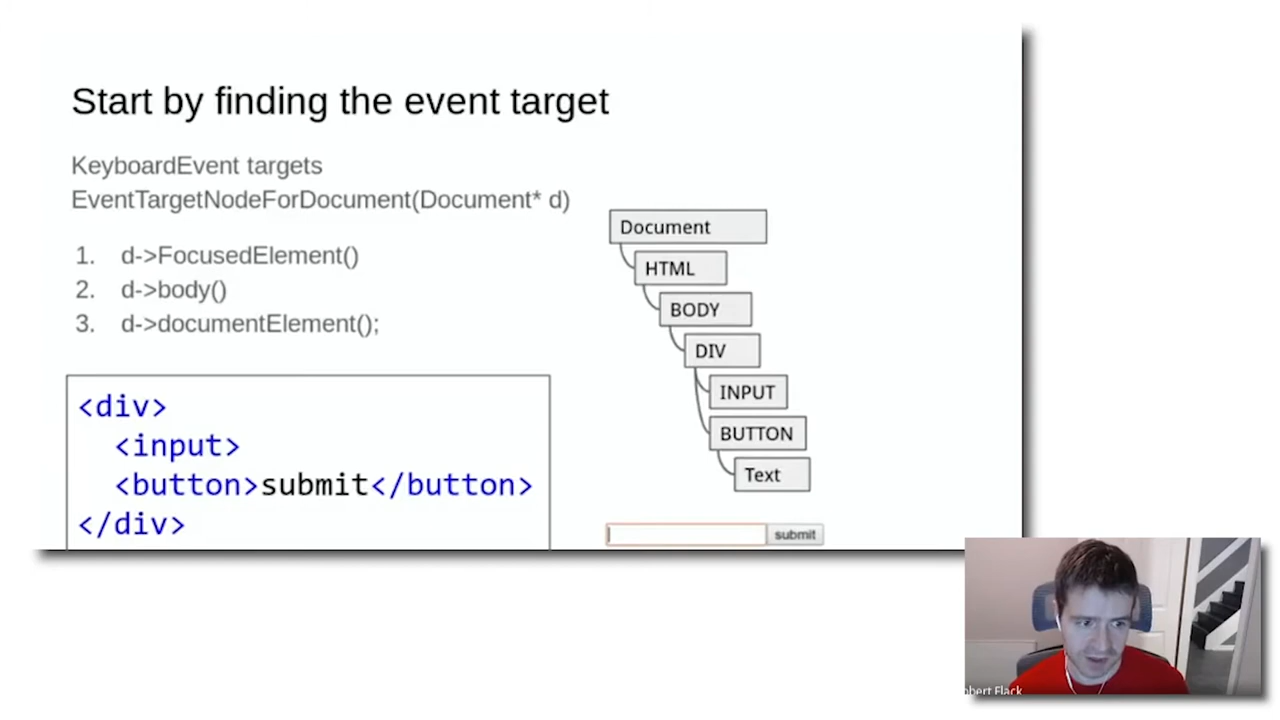 Start by finding the event target
KeyboardEvent targets
EventTargetNodeForDocument(Document* d)
1. d->FocusedElement()
2. d->body()
3. d->documentElement();
<div>
<input>
<button>submit</button>
</div>
Document
HTML
BODY
DIV
INPUT
BUTTON
Text
submit
Flack